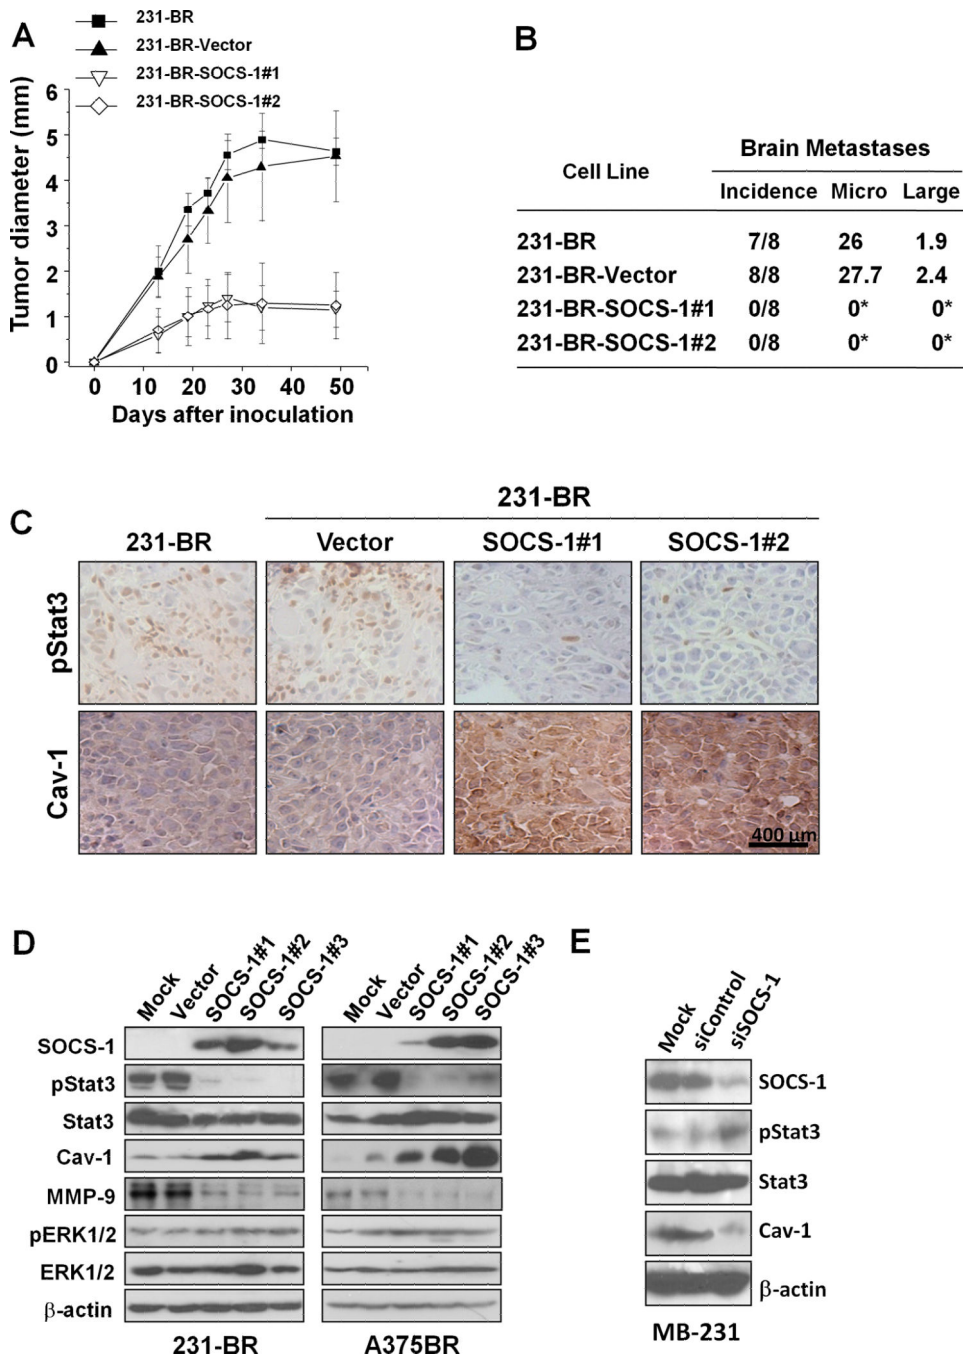 A
231-BR
231-BR-Vector
231-BR-SOCS-1#1
231-BR-SOCS-1#2
Tumor diameter (mm)
6
5
4
3
2
1
0
0 10 20 30 40 50
Days after inoculation
B
Cell Line
Brain Metastases
Incidence Micro Large
231-BR 7/8 26 1.9
231-BR-Vector 8/8 27.7 2.4
231-BR-SOCS-1#1 0/8 0* 0*
231-BR-SOCS-1#2 0/8 0* 0*
C
231-BR
231-BR Vector SOCS-1#1 SOCS-1#2
pStat3
Cav-1
400 µm
D
Mock Vector SOCS-1#1 SOCS-1#2 SOCS-1#3
Mock Vector SOCS-1#1 SOCS-1#2 SOCS-1#3
SOCS-1
pStat3
Stat3
Cav-1
MMP-9
pERK1/2
ERK1/2
β-actin
231-BR
A375BR
E
Mock siControl siSOCS-1
SOCS-1
pStat3
Stat3
Cav-1
β-actin
MB-231